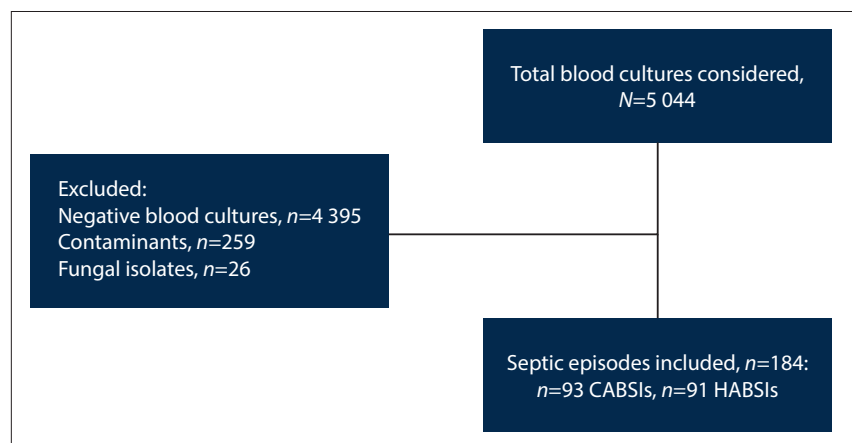 Total blood cultures considered,
N=5 044
Excluded:
Negative blood cultures, n=4 395
Contaminants, n=259
Fungal isolates, n=26
Septic episodes included, n=184:
n=93 CABSIs, n=91 HABSIs